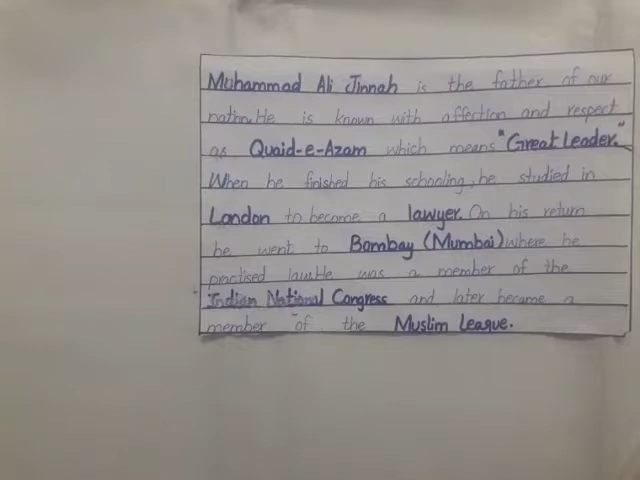 Muhammad Ali Jinnah is the father of our
nation. He is known with affection and respect
as Quaid-e-Azam which means "Great Leader."
When he finished his schooling, he studied in
London to become a lawyer. On his return
he went to Bombay (Mumbai) where he
practised law. He was a member of the
Indian National Congress and later became a
member of the Muslim League.